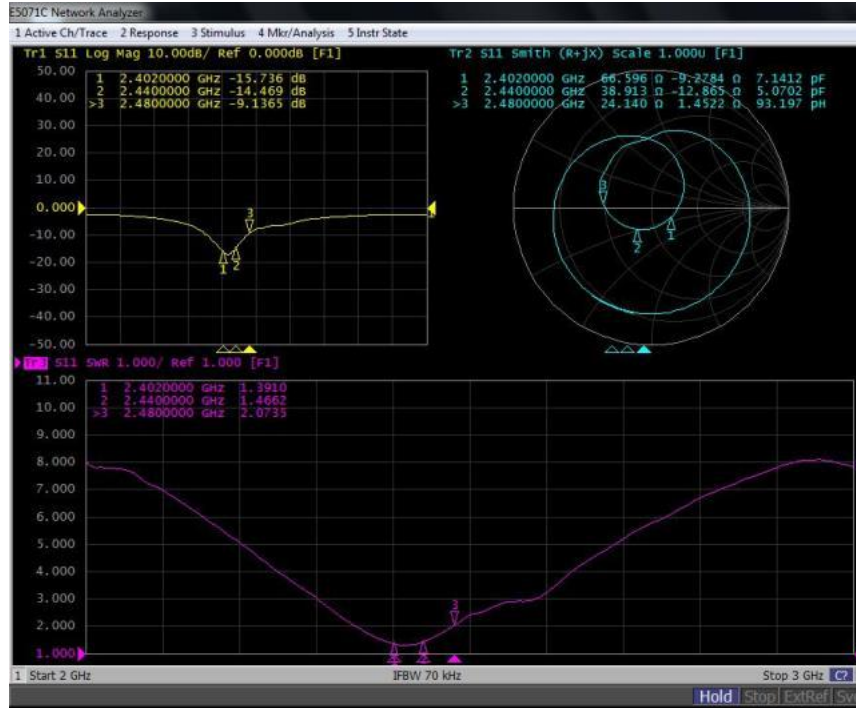 E5071C Network Analyzer
1 Active Ch/Trace 2 Response 3 Stimulus 4 Mkr/Analysis 5 Instr State
Tr1 S11 Log Mag 10.00dB/ Ref 0.000dB [F1]
50.00
40.00
30.00
20.00
10.00
0.000
-10.00
-20.00
-30.00
-40.00
-50.00
1 2.4020000 GHz -15.736 dB
2 2.4400000 GHz -14.469 dB
>3 2.4800000 GHz -9.1365 dB
3
1
2
1
Tr2 S11 Smith (R+jX) Scale 1.000U [F1]
1 2.4020000 GHz 66.596 Ω -9.2784 Ω 7.1412 pF
2 2.4400000 GHz 38.913 Ω -12.865 Ω 5.0702 pF
>3 2.4800000 GHz 24.140 Ω 1.4522 Ω 93.197 pH
3
1
2
Tr3 S11 SWR 1.000/ Ref 1.000 [F1]
11.00
10.00
9.000
8.000
7.000
6.000
5.000
4.000
3.000
2.000
1.000
1 2.4020000 GHz 1.3910
2 2.4400000 GHz 1.4662
>3 2.4800000 GHz 2.0735
3
1 Start 2 GHz IFBW 70 kHz Stop 3 GHz C?
Hold Stop ExtRef